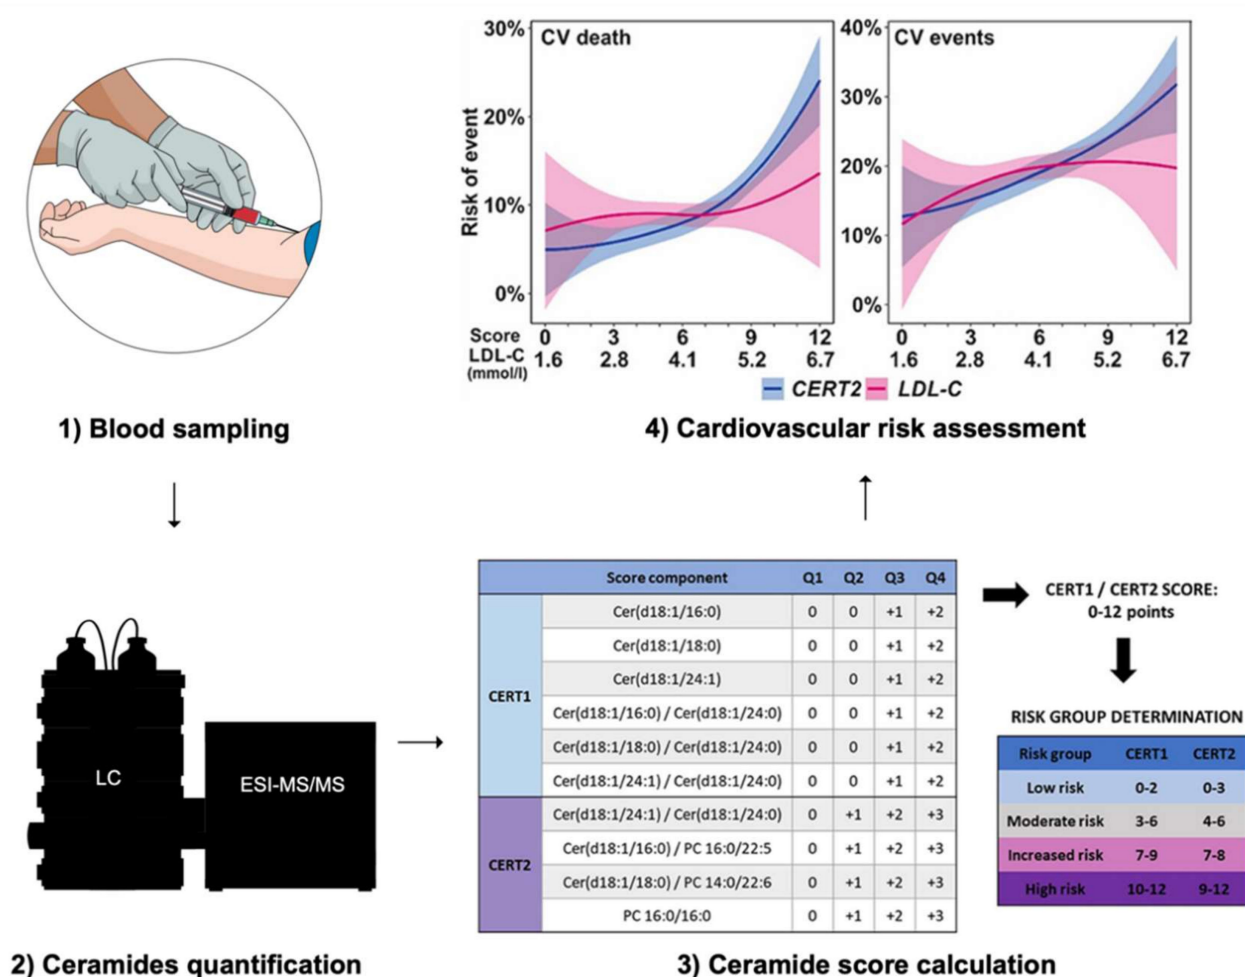 30%
20%
10%
0%
CV death
Risk of event
40%
30%
20%
10%
0%
CV events
Score 0 3 6 9 12 0 3 6 9 12
LDL-C 1.6 2.8 4.1 5.2 6.7 1.6 2.8 4.1 5.2 6.7
(mmol/l)
CERT2 LDL-C
1) Blood sampling
4) Cardiovascular risk assessment
LC
ESI-MS/MS
2) Ceramides quantification
Score component Q1 Q2 Q3 Q4
CERT1
Cer(d18:1/16:0) 0 0 +1 +2
Cer(d18:1/18:0) 0 0 +1 +2
Cer(d18:1/24:1) 0 0 +1 +2
Cer(d18:1/16:0) / Cer(d18:1/24:0) 0 0 +1 +2
Cer(d18:1/18:0) / Cer(d18:1/24:0) 0 0 +1 +2
Cer(d18:1/24:1) / Cer(d18:1/24:0) 0 0 +1 +2
CERT2
Cer(d18:1/24:1) / Cer(d18:1/24:0) 0 +1 +2 +3
Cer(d18:1/16:0) / PC 16:0/22:5 0 +1 +2 +3
Cer(d18:1/18:0) / PC 14:0/22:6 0 +1 +2 +3
PC 16:0/16:0 0 +1 +2 +3
CERT1 / CERT2 SCORE:
0-12 points
RISK GROUP DETERMINATION
Risk group CERT1 CERT2
Low risk 0-2 0-3
Moderate risk 3-6 4-6
Increased risk 7-9 7-8
High risk 10-12 9-12
3) Ceramide score calculation